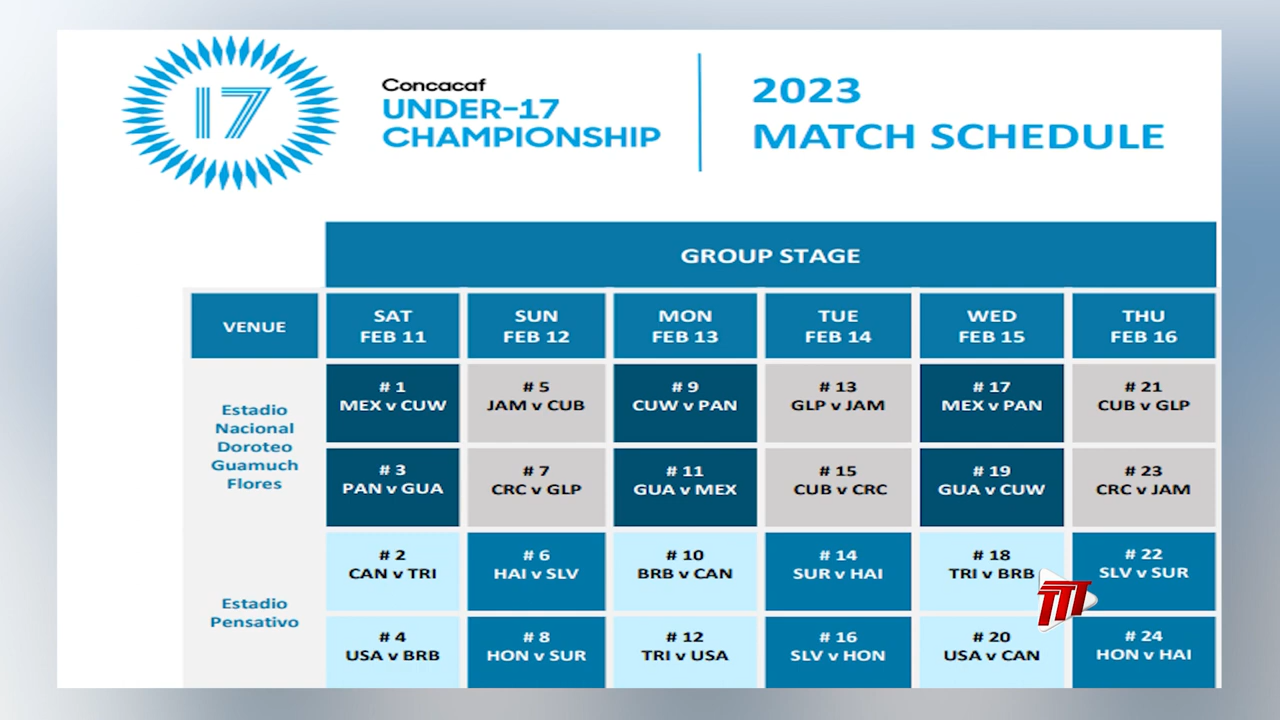 17
Concacaf
UNDER-17
CHAMPIONSHIP
2023
MATCH SCHEDULE
GROUP STAGE
VENUE
SAT
FEB 11
SUN
FEB 12
MON
FEB 13
TUE
FEB 14
WED
FEB 15
THU
FEB 16
Estadio
Nacional
Doroteo
Guamuch
Flores
# 1
MEX v CUW
# 5
JAM v CUB
# 9
CUW v PAN
# 13
GLP v JAM
# 17
MEX v PAN
# 21
CUB v GLP
# 3
PAN v GUA
# 7
CRC v GLP
# 11
GUA v MEX
# 15
CUB v CRC
# 19
GUA v CUW
# 23
CRC v JAM
Estadio
Pensativo
# 2
CAN v TRI
# 6
HAI v SLV
# 10
BRB v CAN
# 14
SUR v HAI
# 18
TRI v BRB
# 22
SLV v SUR
# 4
USA v BRB
# 8
HON v SUR
# 12
TRI v USA
# 16
SLV v HON
# 20
USA v CAN
# 24
HON v HAI
TTT